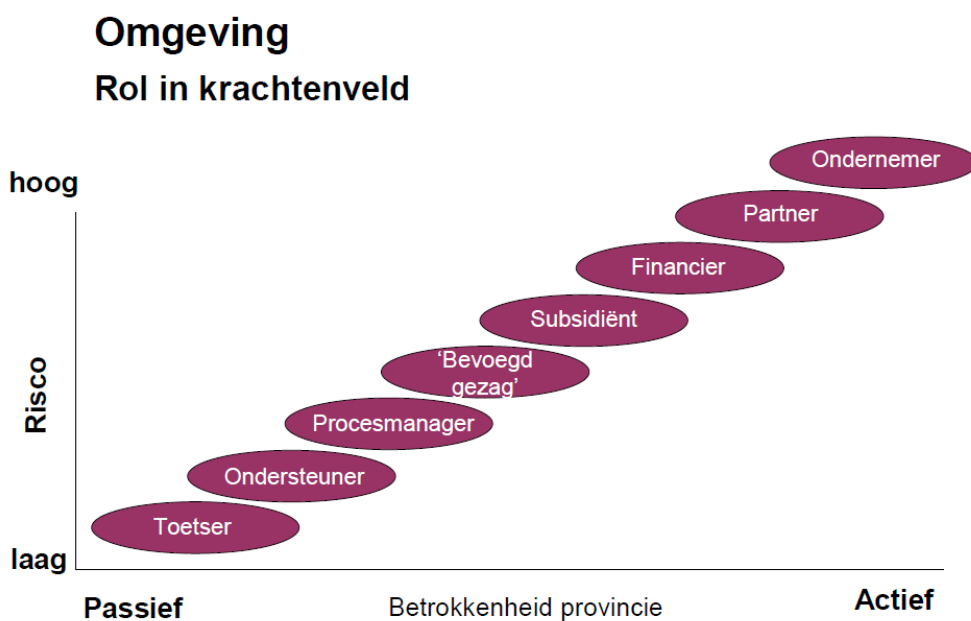 Omgeving
Rol in krachtenveld
hoog
Ondernemer
Partner
Financier
Subsidiënt
‘Bevoegd
gezag’
Risco
Procesmanager
Ondersteuner
Toetser
laag
Passief
Betrokkenheid provincie
Actief